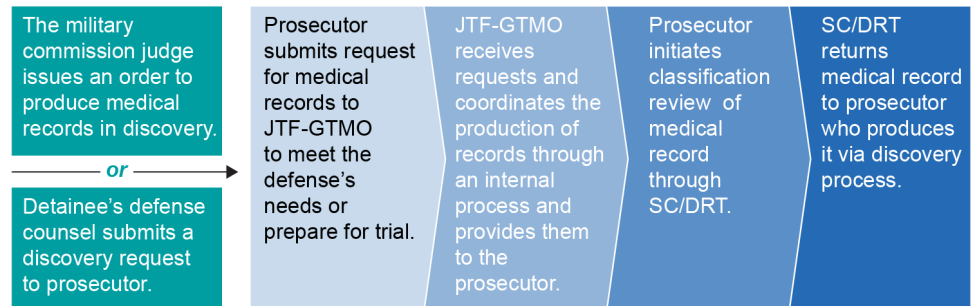 The military
commission judge
issues an order to
produce medical
records in discovery.
or
Detainee's defense
counsel submits a
discovery request
to prosecutor.
Prosecutor
submits request
for medical
records to
JTF-GTMO
to meet the
defense's
needs or
prepare for trial.
JTF-GTMO
receives
requests and
coordinates the
production of
records through
an internal
process and
provides them
to the
prosecutor.
Prosecutor
initiates
classification
review of
medical
record
through
SC/DRT.
SC/DRT
returns
medical record
to prosecutor
who produces
it via discovery
process.